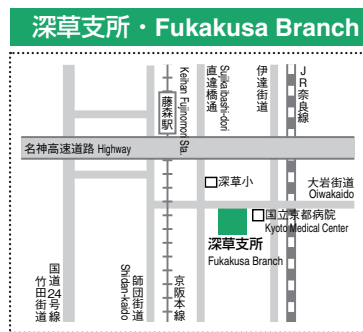 深草支所・Fukakusa Branch
藤森駅
Keihan Fujinomori Sta.
直違橋通
Sujikaibashi-dori
伊達街道
JR奈良線
名神高速道路 Highway
深草小
大岩街道
Oiwakaido
国立京都病院
Kyoto Medical Center
深草支所
Fukakusa Branch
国道24号線
竹田街道
師団街道
Shidan-kaido
京阪本線